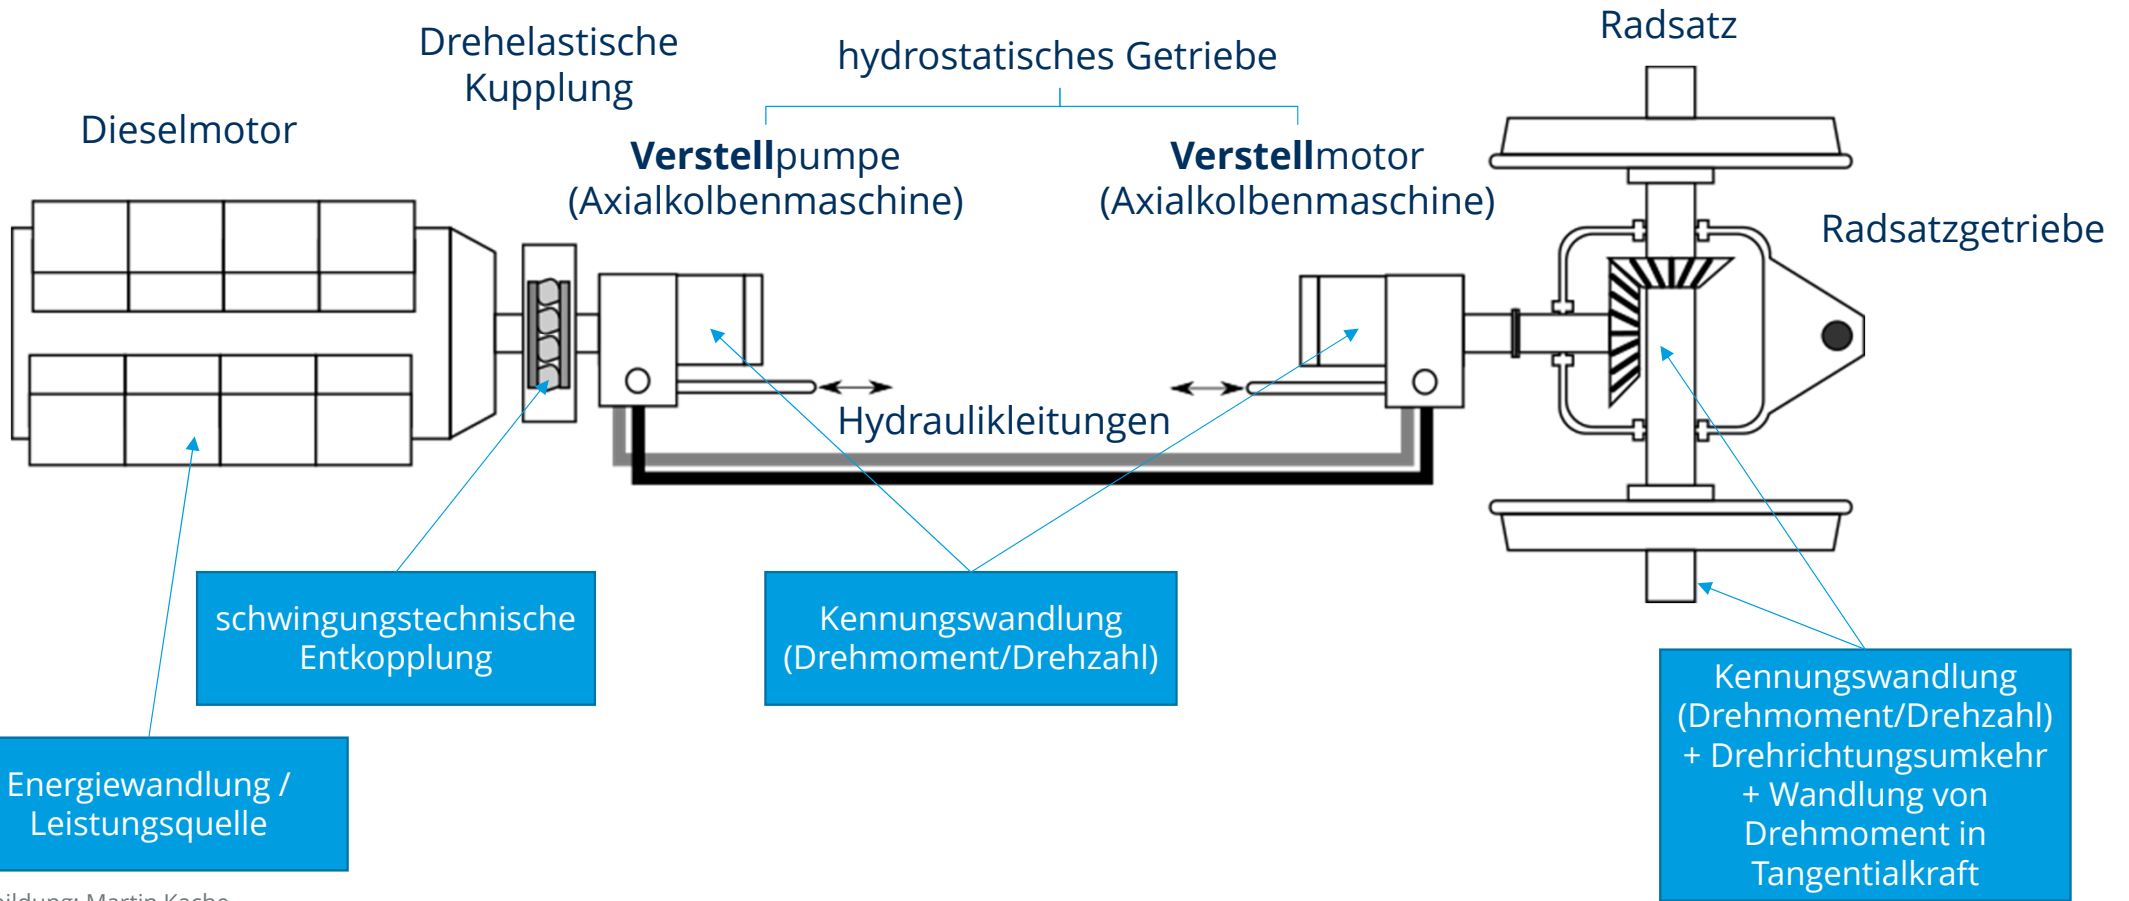 Drehelastische
Kupplung
hydrostatisches Getriebe
Radsatz
Dieselmotor
Verstellpumpe
(Axialkolbenmaschine)
Verstellmotor
(Axialkolbenmaschine)
Radsatzgetriebe
Hydraulikleitungen
schwingungstechnische
Entkopplung
Kennungswandlung
(Drehmoment/Drehzahl)
Energiewandlung /
Leistungsquelle
Kennungswandlung
(Drehmoment/Drehzahl)
+ Drehrichtungsumkehr
+ Wandlung von
Drehmoment in
Tangentialkraft